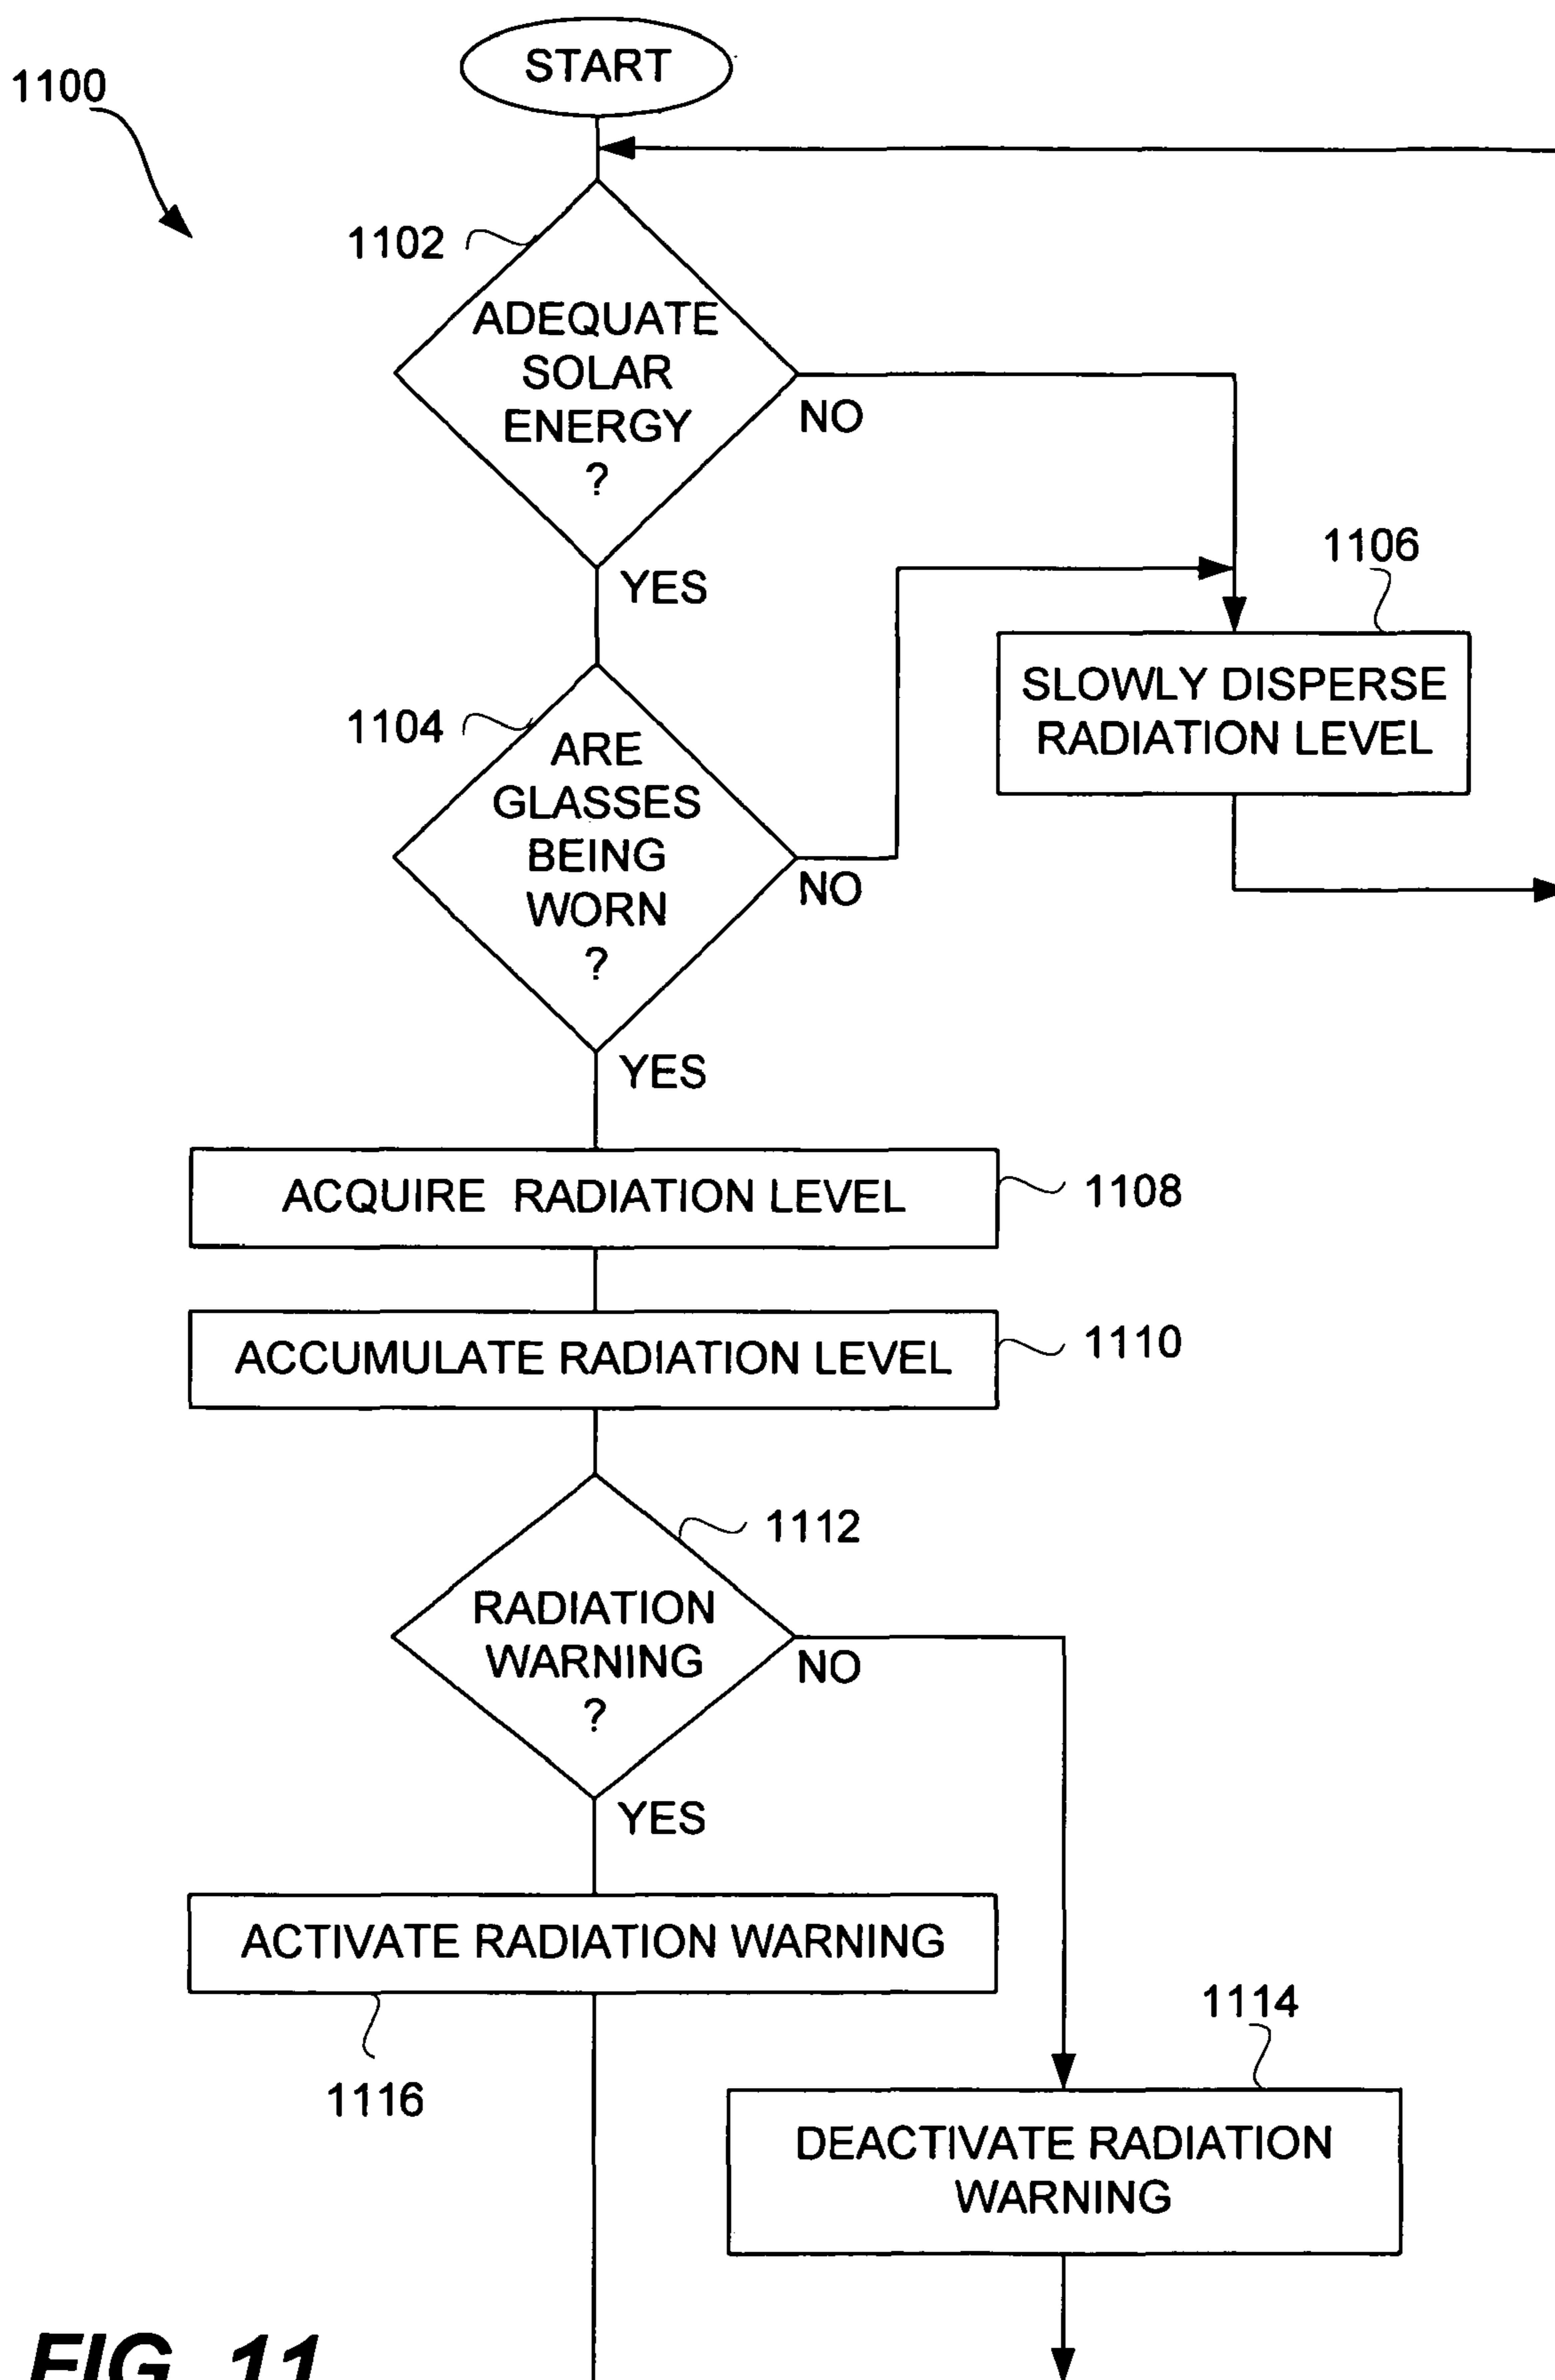 START
1100
1102
ADEQUATE
SOLAR
ENERGY
?
NO
YES
1106
SLOWLY DISPERSE
RADIATION LEVEL
1104
ARE
GLASSES
BEING
WORN
?
NO
YES
ACQUIRE RADIATION LEVEL
1108
ACCUMULATE RADIATION LEVEL
1110
1112
RADIATION
WARNING
?
NO
YES
ACTIVATE RADIATION WARNING
1116
1114
DEACTIVATE RADIATION
WARNING
FIG. 11